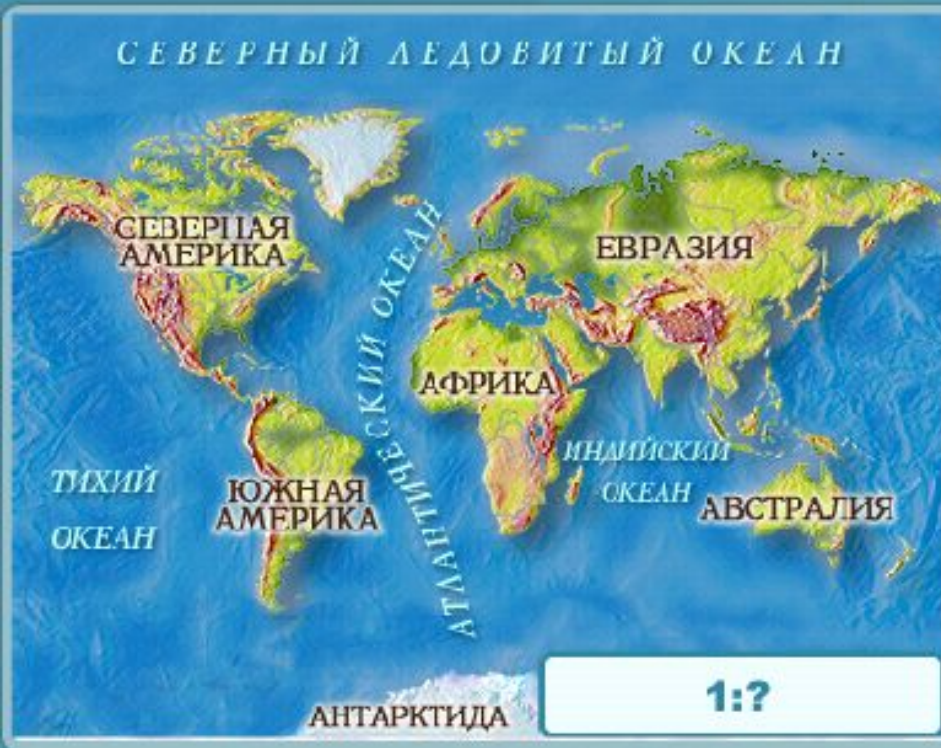 СЕВЕРНЫЙ ЛЕДОВИТЫЙ ОКЕАН
СЕВЕРНАЯ
АМЕРИКА
ЕВРАЗИЯ
АТЛАНТИЧЕСКИЙ ОКЕАН
АФРИКА
ИНДИЙСКИЙ
ОКЕАН
ТИХИЙ
ОКЕАН
ЮЖНАЯ
АМЕРИКА
АВСТРАЛИЯ
АНТАРКТИДА
1:?